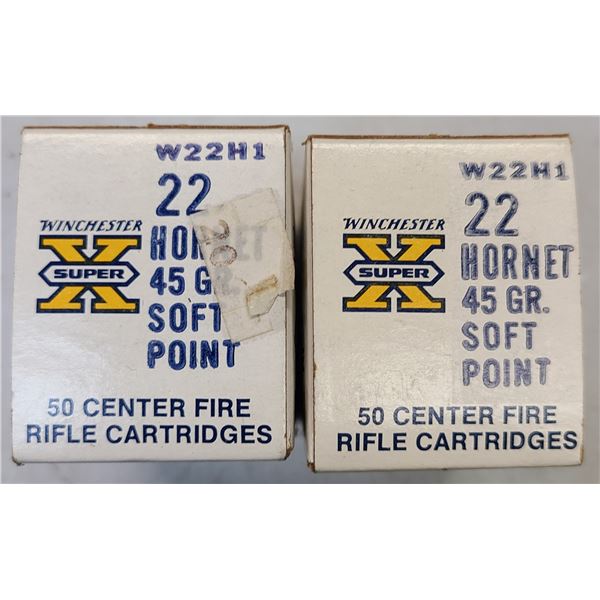 W22H1
22
HORNET
45 GR.
SOFT
POINT
WINCHESTER
SUPER X
50 CENTER FIRE
RIFLE CARTRIDGES
W22H1
22
HORNET
45 GR.
SOFT
POINT
WINCHESTER
SUPER X
50 CENTER FIRE
RIFLE CARTRIDGES